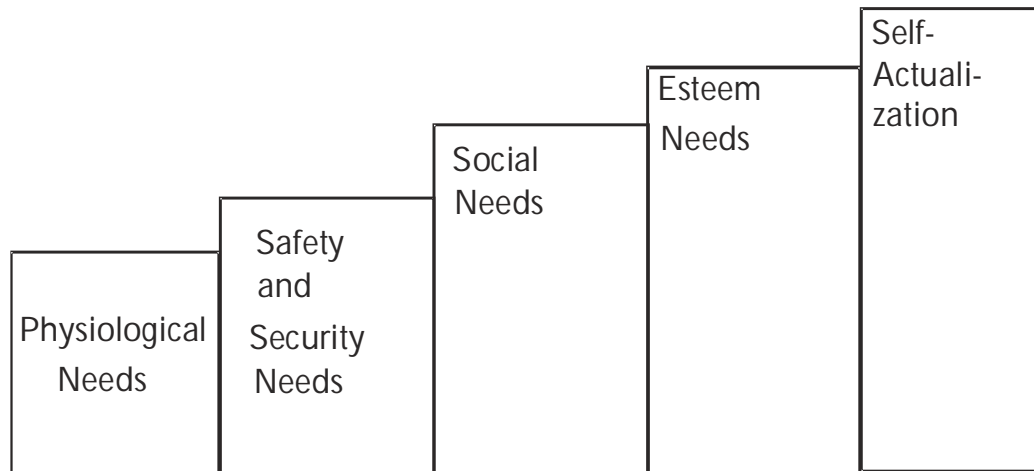 Physiological
Needs
Safety
and
Security
Needs
Social
Needs
Esteem
Needs
Self-
Actuali-
zation